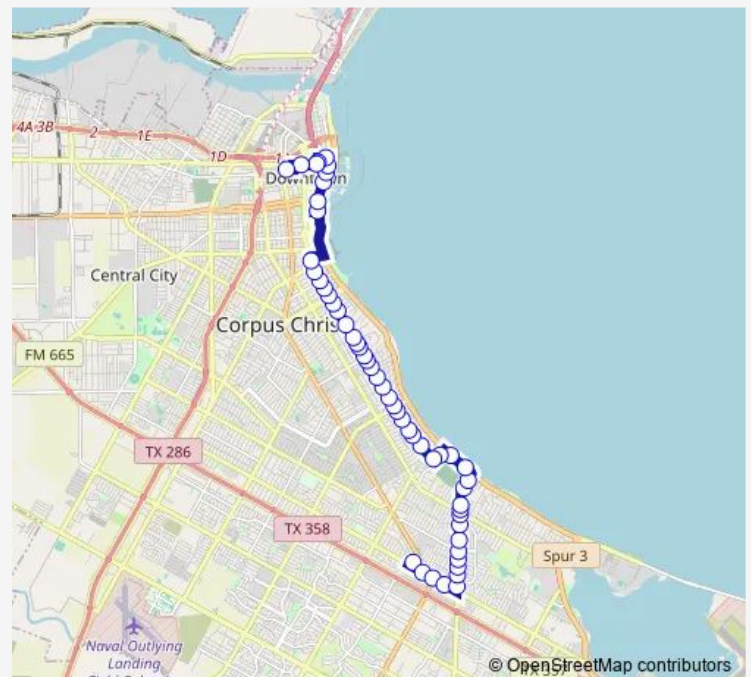 4A 3B
2
1E
1D
Central City
FM 665
TX 286
TX 358
Spur 3
Naval Outlying
Landing
© OpenStreetMap contributors